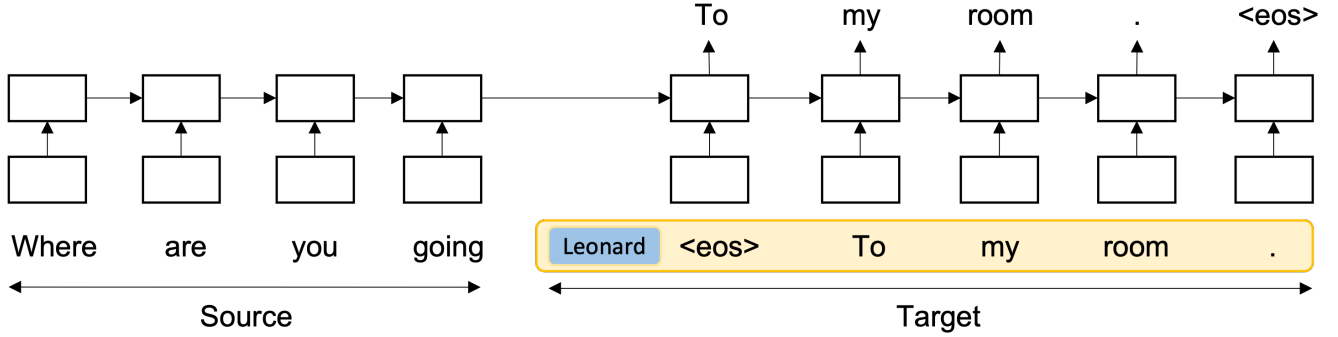 To my room . <eos>
Where are you going Leonard <eos> To my room .
Source Target